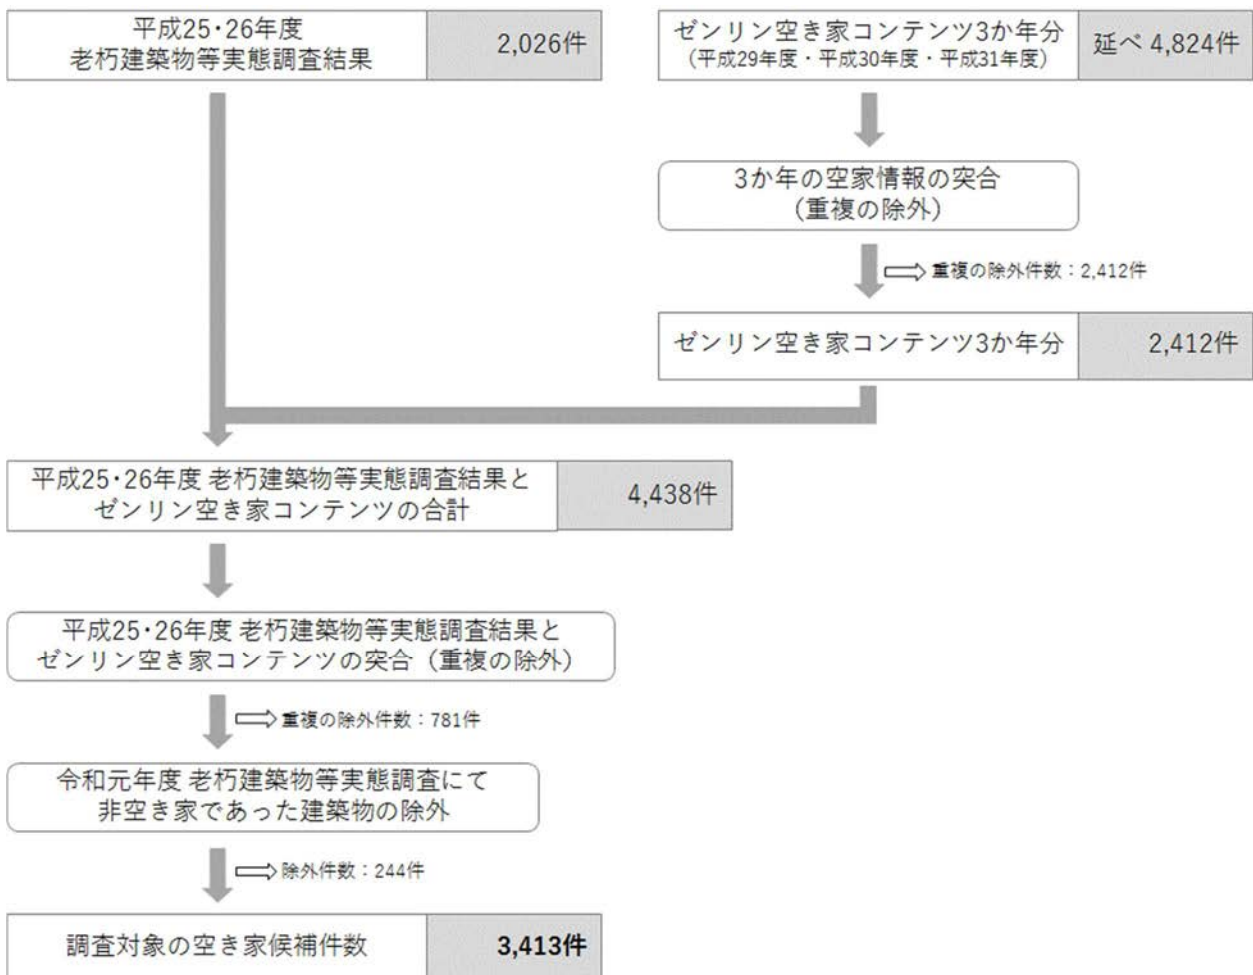 平成25・26年度
老朽建築物等実態調査結果
2,026件
ゼンリン空き家コンテンツ3か年分
（平成29年度・平成30年度・平成31年度）
延べ 4,824件
3か年の空家情報の突合
（重複の除外）
重複の除外件数：2,412件
ゼンリン空き家コンテンツ3か年分
2,412件
平成25・26年度 老朽建築物等実態調査結果と
ゼンリン空き家コンテンツの合計
4,438件
平成25・26年度 老朽建築物等実態調査結果と
ゼンリン空き家コンテンツの突合（重複の除外）
重複の除外件数：781件
令和元年度 老朽建築物等実態調査にて
非空き家であった建築物の除外
除外件数：244件
調査対象の空き家候補件数
3,413件